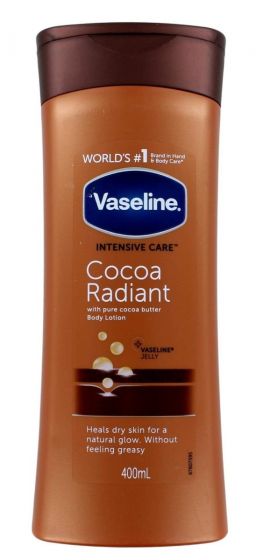 WORLD'S #1 Brand in Hand
& Body Care*
Vaseline.
INTENSIVE CARE™
Cocoa
Radiant
with pure cocoa butter
Body Lotion
VASELINE®
JELLY
Heals dry skin for a
natural glow. Without
feeling greasy
400mL